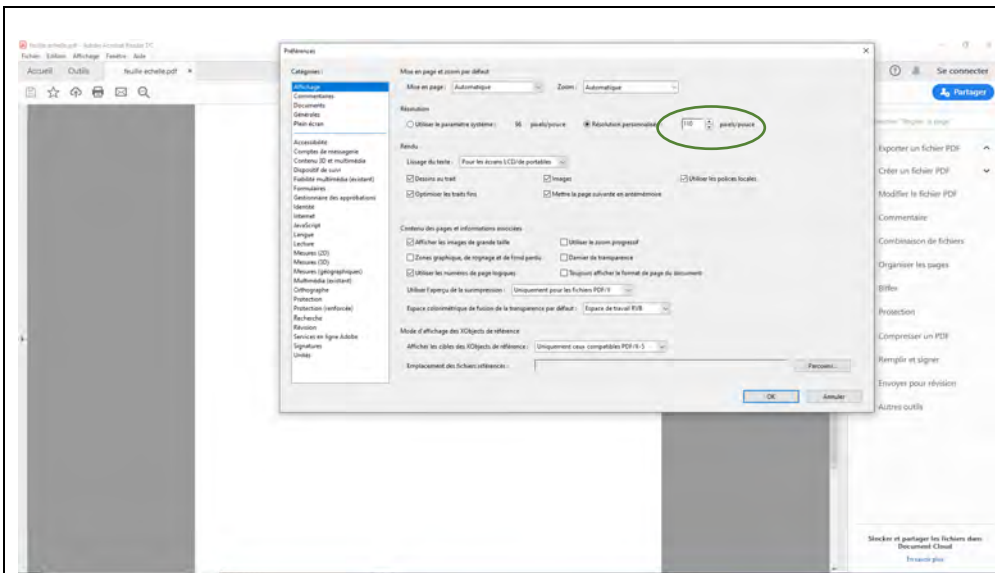 feuille echelle.pdf - Adobe Acrobat Reader DC
Fichier Edition Affichage Fenêtre Aide
Accueil Outils feuille echelle.pdf ×
Se connecter
Partager
Préférences
Catégories :
Affichage
Commentaires
Documents
Générales
Plein écran
Accessibilité
Comptes de messagerie
Contenu 3D et multimédia
Dispositif de suivi
Fiabilité multimédia (existant)
Formulaires
Gestionnaire des approbations
Identité
Internet
JavaScript
Langue
Lecture
Mesures (2D)
Mesures (3D)
Mesures (géographiques)
Multimédia (existant)
Orthographe
Protection
Protection (renforcée)
Recherche
Révision
Services en ligne Adobe
Signatures
Unités
Mise en page et zoom par défaut
Mise en page : Automatique Zoom : Automatique
Résolution
Utiliser le paramètre système : 96 pixels/pouce Résolution personnalisée : 110 pixels/pouce
Rendu
Lissage du texte : Pour les écrans LCD/de portables
Dessins au trait Images Utiliser les polices locales
Optimiser les traits fins Mettre la page suivante en antémémoire
Contenu des pages et informations associées
Afficher les images de grande taille Utiliser le zoom progressif
Zones graphique, de rognage et de fond perdu Damier de transparence
Utiliser les numéros de page logiques Toujours afficher le format de page du document
Utiliser l'aperçu de la surimpression : Uniquement pour les fichiers PDF/X
Espace colorimétrique de fusion de la transparence par défaut : Espace de travail RVB
Mode d'affichage des XObjects de référence
Afficher les cibles des XObjects de référence : Uniquement ceux compatibles PDF/X-5
Emplacement des fichiers référencés : Parcourir...
OK Annuler
Exporter un fichier PDF
Créer un fichier PDF
Modifier le fichier PDF
Commentaire
Combinaison de fichiers
Organiser les pages
Biffer
Protection
Compresser un PDF
Remplir et signer
Envoyer pour révision
Autres outils
Stocker et partager les fichiers dans
Document Cloud
En savoir plus